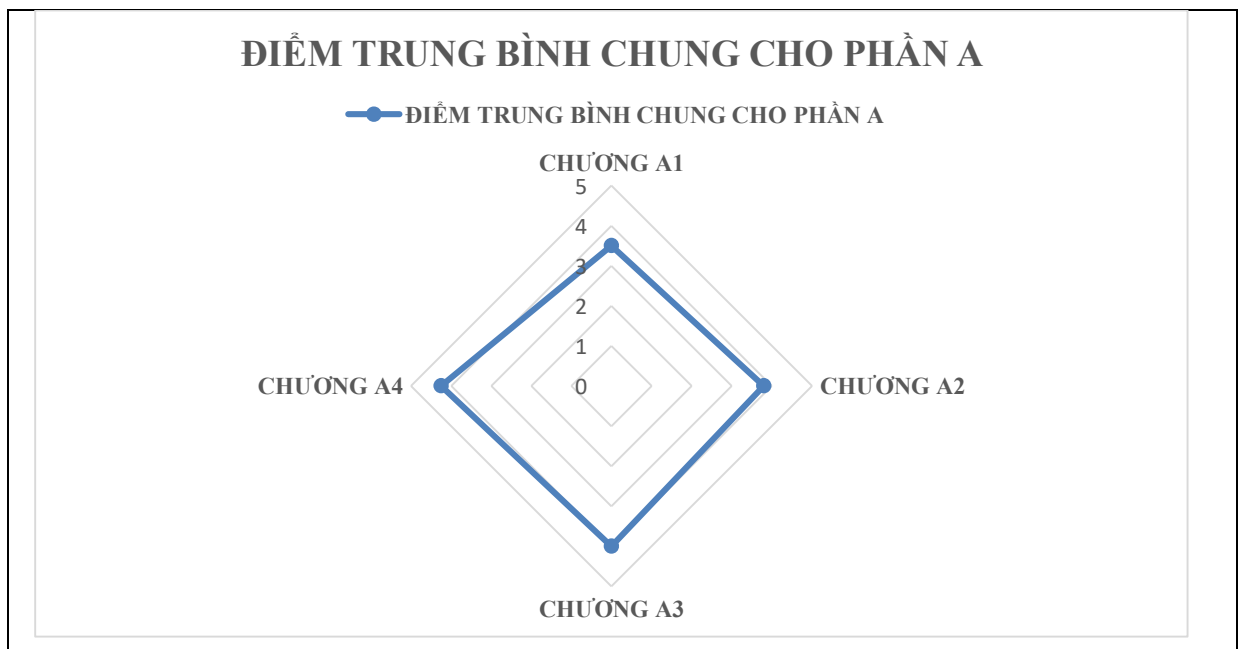 ĐIỂM TRUNG BÌNH CHUNG CHO PHẦN A
ĐIỂM TRUNG BÌNH CHUNG CHO PHẦN A
CHƯƠNG A1
5
4
3
2
1
CHƯƠNG A4
0
CHƯƠNG A2
CHƯƠNG A3